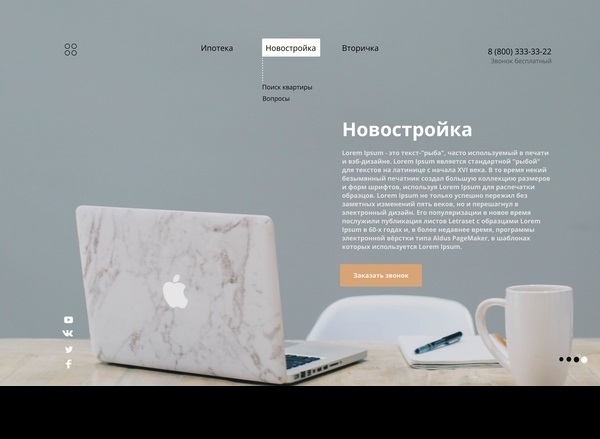 Ипотека
Новостройка
Вторичка
8 (800) 333-33-22
Звонок бесплатный
Поиск квартиры
Вопросы
Новостройка
Lorem Ipsum - это текст-"рыба", часто используемый в печати
и вэб-дизайне. Lorem Ipsum является стандартной "рыбой"
для текстов на латинице с начала XVI века. В то время некий
безымянный печатник создал большую коллекцию размеров
и форм шрифтов, используя Lorem Ipsum для распечатки
образцов. Lorem Ipsum не только успешно пережил без
заметных изменений пять веков, но и перешагнул в
электронный дизайн. Его популяризации в новое время
послужили публикация листов Letraset с образцами Lorem
Ipsum в 60-х годах и, в более недавнее время, программы
электронной вёрстки типа Aldus PageMaker, в шаблонах
которых используется Lorem Ipsum.
Заказать звонок